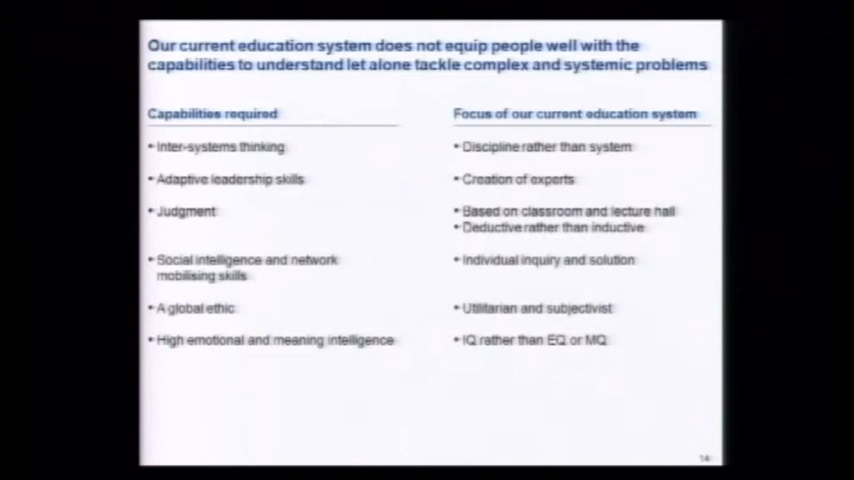 Our current education system does not equip people well with the
capabilities to understand let alone tackle complex and systemic problems
Capabilities required
Focus of our current education system
• Inter-systems thinking
• Discipline rather than system
• Adaptive leadership skills
• Creation of experts
• Judgment
• Based on classroom and lecture hall
• Deductive rather than inductive
• Social intelligence and network
mobilising skills
• Individual inquiry and solution
• A global ethic
• Utilitarian and subjectivist
• High emotional and meaning intelligence
• IQ rather than EQ or MQ
14